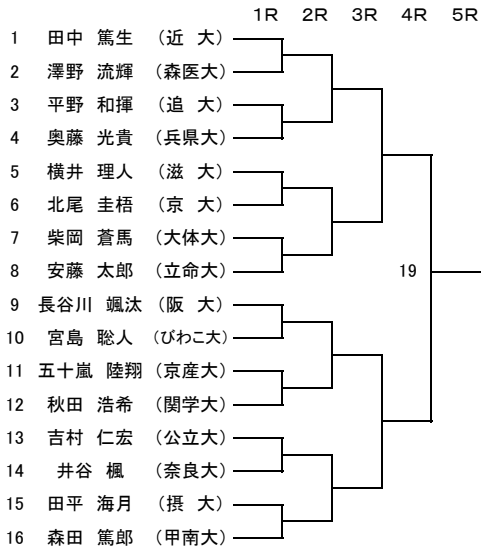 1R 2R 3R 4R 5R
1 田中 篤生 (近 大)
2 澤野 流輝 (森医大)
3 平野 和揮 (追 大)
4 奥藤 光貴 (兵県大)
5 横井 理人 (滋 大)
6 北尾 圭梧 (京 大)
7 柴岡 蒼馬 (大体大)
8 安藤 太郎 (立命大)
19
9 長谷川 颯汰 (阪 大)
10 宮島 聡人 (びわこ大)
11 五十嵐 陸翔 (京産大)
12 秋田 浩希 (関学大)
13 吉村 仁宏 (公立大)
14 井谷 楓 (奈良大)
15 田平 海月 (摂 大)
16 森田 篤郎 (甲南大)